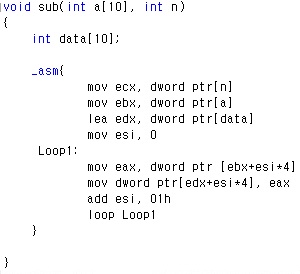 void sub(int a[10], int n)
{
int data[10];
_asm{
mov ecx, dword ptr[n]
mov ebx, dword ptr[a]
lea edx, dword ptr[data]
mov esi, 0
Loop1:
mov eax, dword ptr [ebx+esi*4]
mov dword ptr[edx+esi*4], eax
add esi, 01h
loop Loop1
}
}